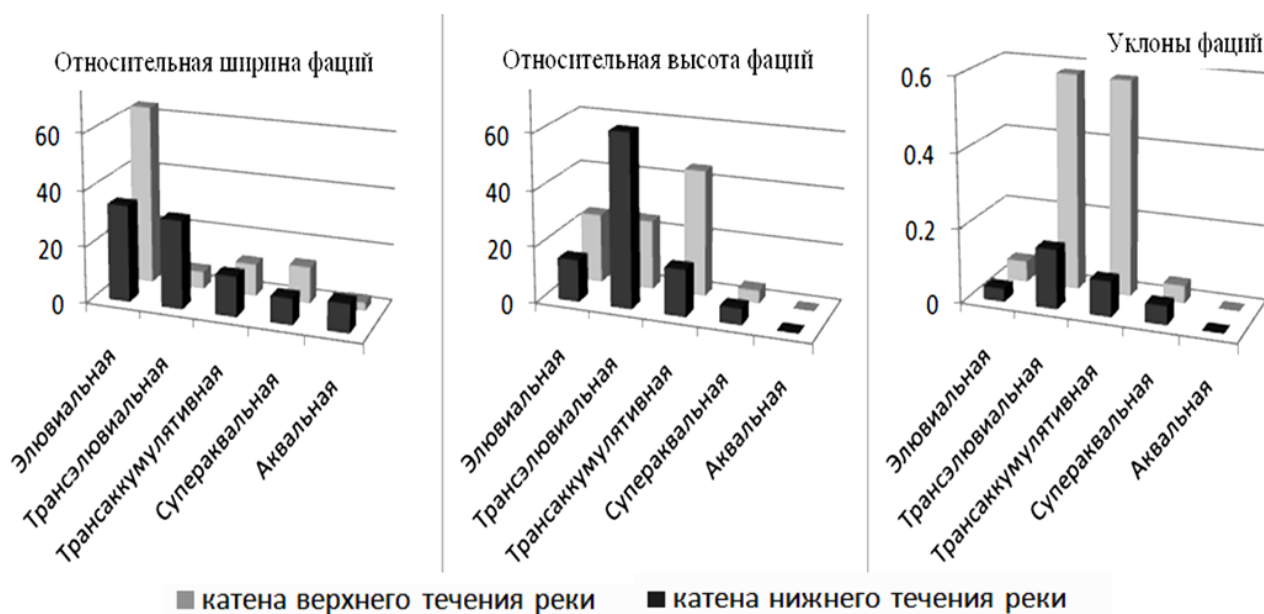 Относительная ширина фаций
60
40
20
0
Элювиальная
Трансэлювиальная
Трансаккумулятивная
Супераквальная
Аквальная
Относительная высота фаций
60
40
20
0
Элювиальная
Трансэлювиальная
Трансаккумулятивная
Супераквальная
Аквальная
Уклоны фаций
0.6
0.4
0.2
0
Элювиальная
Трансэлювиальная
Трансаккумулятивная
Супераквальная
Аквальная
катена верхнего течения реки
катена нижнего течения реки